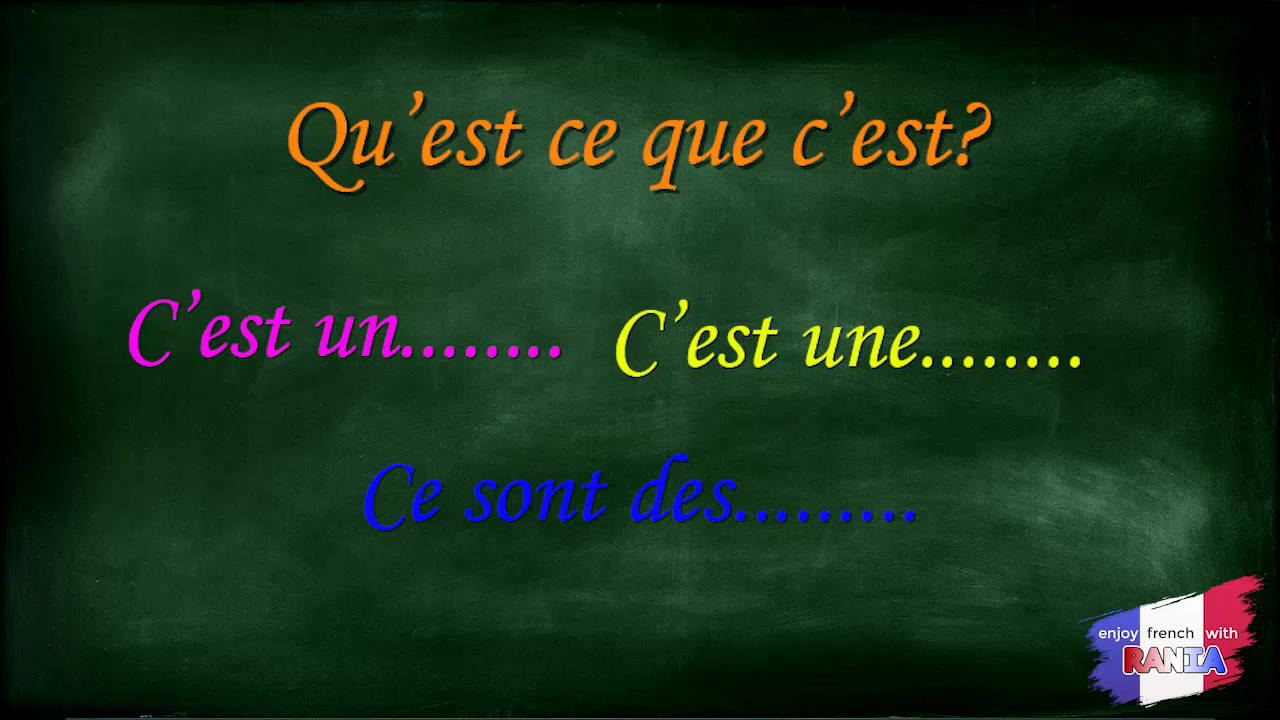 Qu’est ce que c’est?
C’est un........
C’est une........
Ce sont des.........
enjoy french with
RANIA